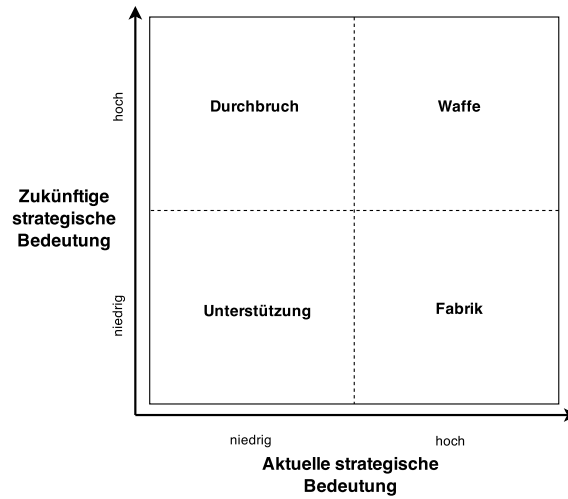 hoch
Durchbruch
Waffe
Zukünftige
strategische
Bedeutung
niedrig
Unterstützung
Fabrik
niedrig
hoch
Aktuelle strategische
Bedeutung